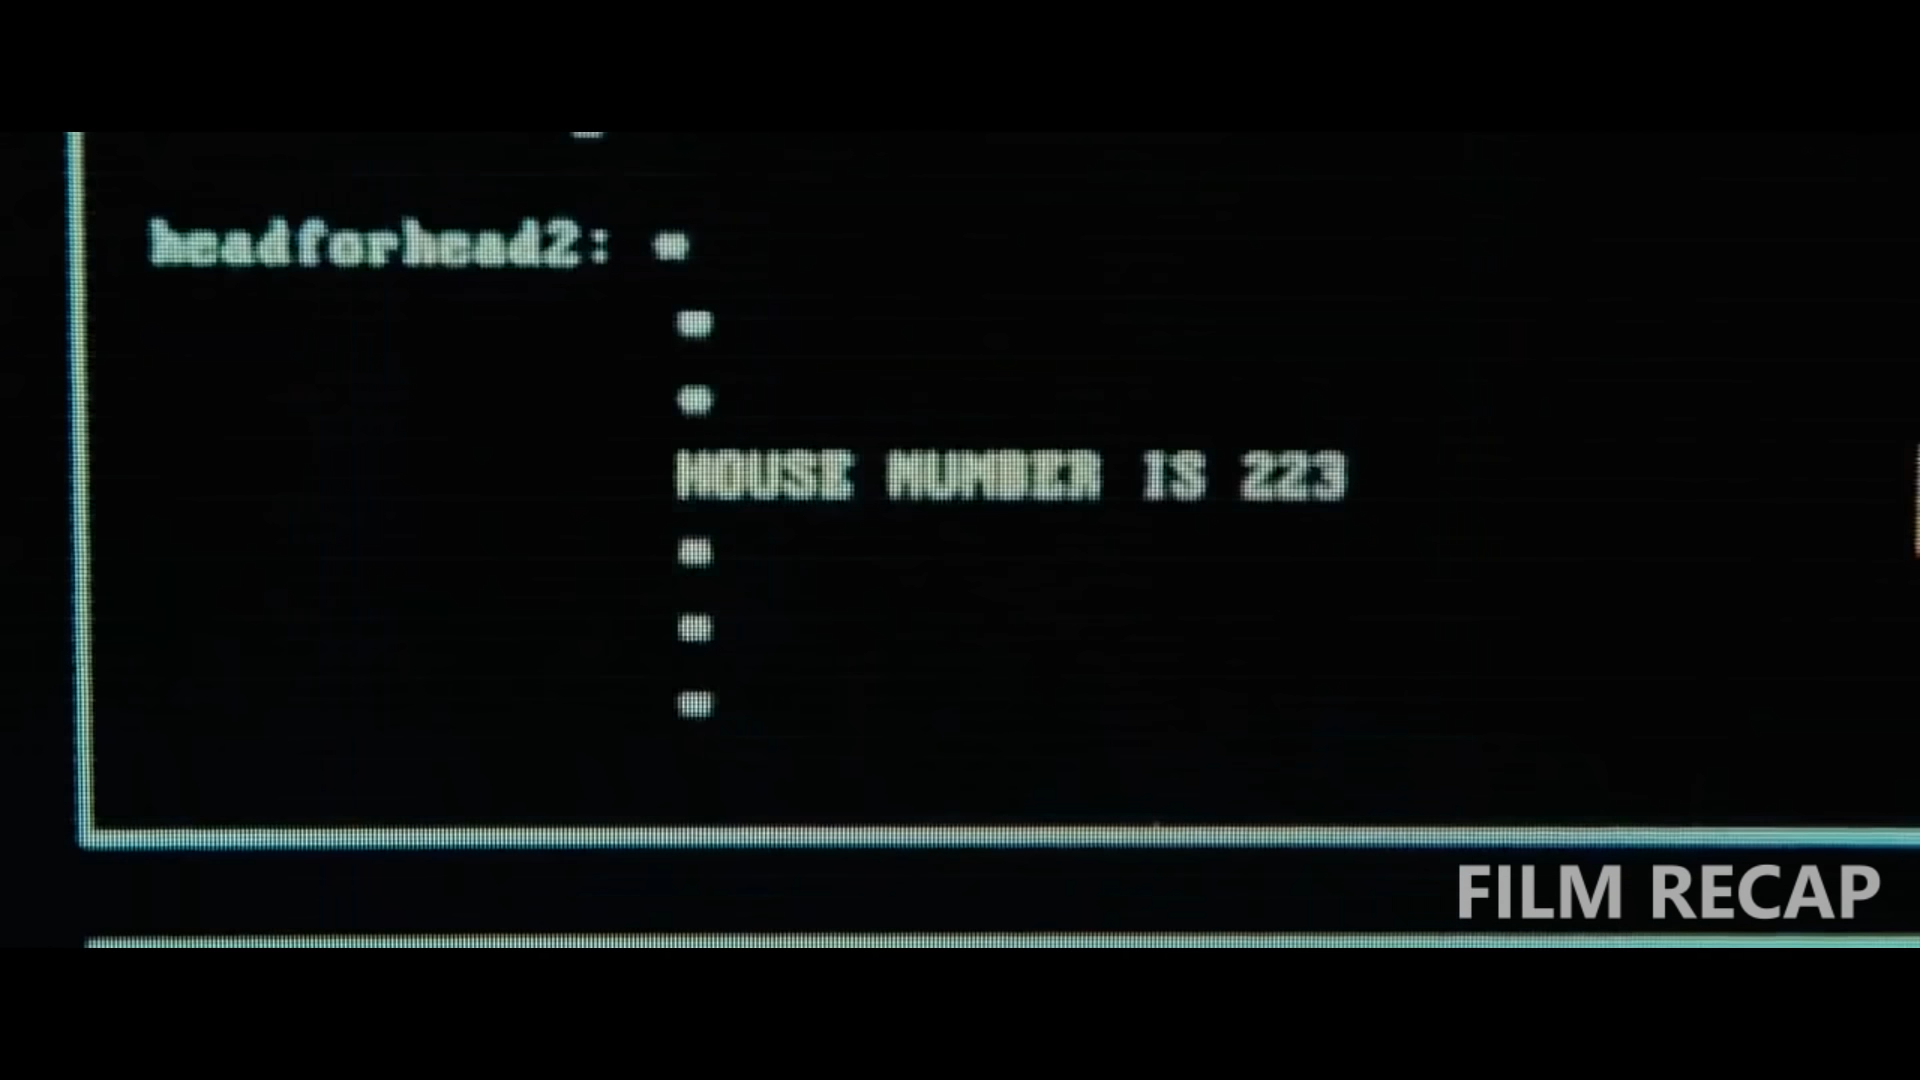 headforhead2: •
•
•
HOUSE NUMBER IS 223
•
•
•
FILM RECAP